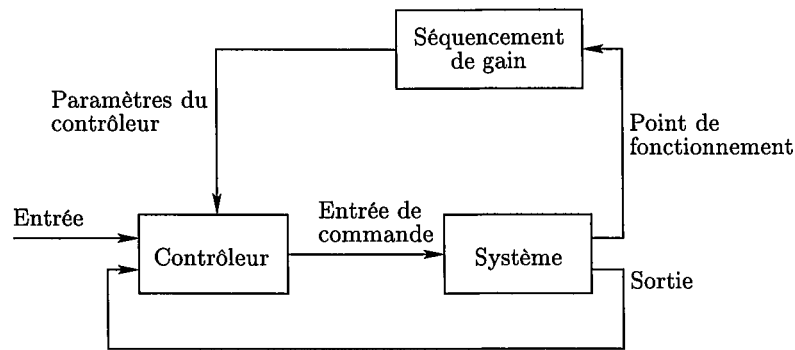 Séquencement
de gain
Paramètres du
contrôleur
Point de
fonctionnement
Entrée
Entrée de
commande
Contrôleur
Système
Sortie